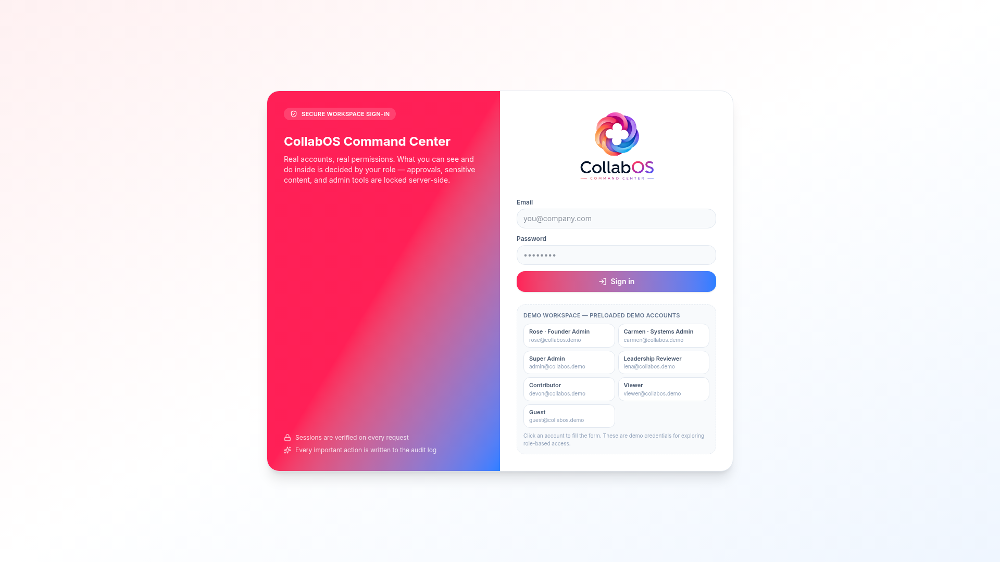 SECURE WORKSPACE SIGN-IN
CollabOS Command Center
Real accounts, real permissions. What you can see and
do inside is decided by your role — approvals, sensitive
content, and admin tools are locked server-side.
Sessions are verified on every request
Every important action is written to the audit log
CollabOS
COMMAND CENTER
Email
you@company.com
Password
••••••••
Sign in
DEMO WORKSPACE — PRELOADED DEMO ACCOUNTS
Rose · Founder Admin
rose@collabos.demo
Carmen · Systems Admin
carmen@collabos.demo
Super Admin
admin@collabos.demo
Leadership Reviewer
lena@collabos.demo
Contributor
devon@collabos.demo
Viewer
viewer@collabos.demo
Guest
guest@collabos.demo
Click an account to fill the form. These are demo credentials for exploring
role-based access.